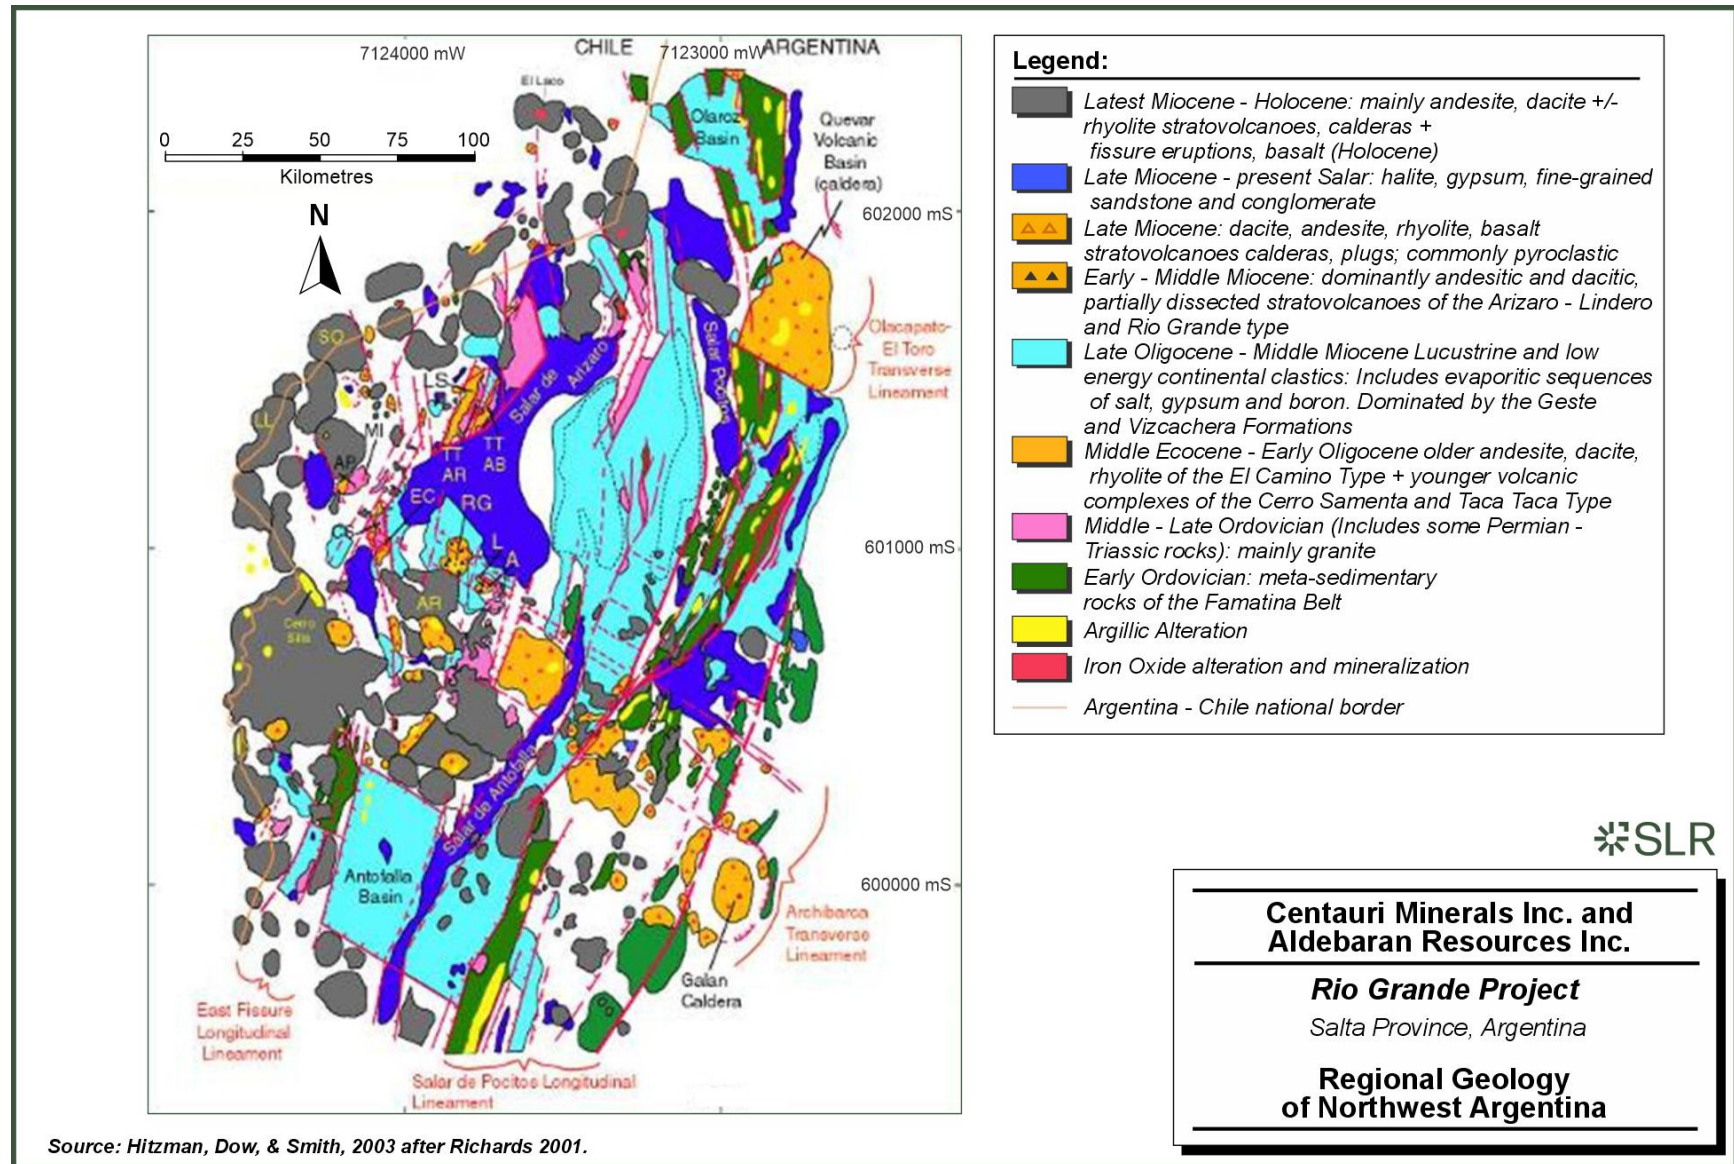 CHILE
ARGENTINA
7124000 mW
7123000 mW
El Laco
0 25 50 75 100
Kilometres
N
Olaroz
Basin
Quevar
Volcanic
Basin
(caldera)
602000 mS
Olacapato-
El Toro
Transverse
Lineament
SO
LL
LS
MI
AP
Salar de Arizaro
Salar Pocitos
TT
AR
TT
AB
EC
RG
L
A
601000 mS
AR
Cerro
Salar de Antofalla
Antofalla
Basin
600000 mS
Archibarca
Transverse
Lineament
Galan
Caldera
East Fissure
Longitudinal
Lineament
Salar de Pocitos Longitudinal
Lineament
Legend:
Latest Miocene - Holocene: mainly andesite, dacite +/-
rhyolite stratovolcanoes, calderas +
fissure eruptions, basalt (Holocene)
Late Miocene - present Salar: halite, gypsum, fine-grained
sandstone and conglomerate
Late Miocene: dacite, andesite, rhyolite, basalt
stratovolcanoes calderas, plugs; commonly pyroclastic
Early - Middle Miocene: dominantly andesitic and dacitic,
partially dissected stratovolcanoes of the Arizaro - Lindero
and Rio Grande type
Late Oligocene - Middle Miocene Lucustrine and low
energy continental clastics: Includes evaporitic sequences
of salt, gypsum and boron. Dominated by the Geste
and Vizcachera Formations
Middle Ecocene - Early Oligocene older andesite, dacite,
rhyolite of the El Camino Type + younger volcanic
complexes of the Cerro Samenta and Taca Taca Type
Middle - Late Ordovician (Includes some Permian -
Triassic rocks): mainly granite
Early Ordovician: meta-sedimentary
rocks of the Famatina Belt
Argillic Alteration
Iron Oxide alteration and mineralization
Argentina - Chile national border
SLR
Centauri Minerals Inc. and
Aldebaran Resources Inc.
Rio Grande Project
Salta Province, Argentina
Regional Geology
of Northwest Argentina
Source: Hitzman, Dow, & Smith, 2003 after Richards 2001.